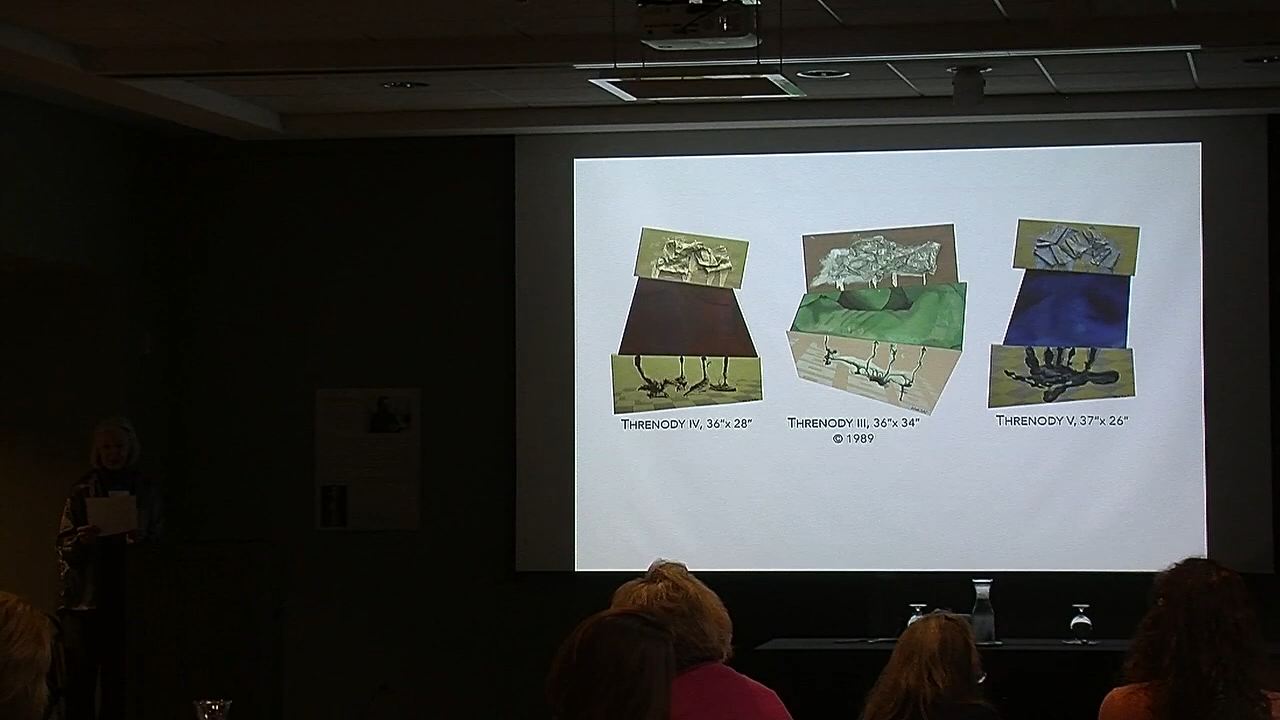 THRENODY IV, 36"x 28"
THRENODY III, 36"x 34"
© 1989
THRENODY V, 37"x 26"